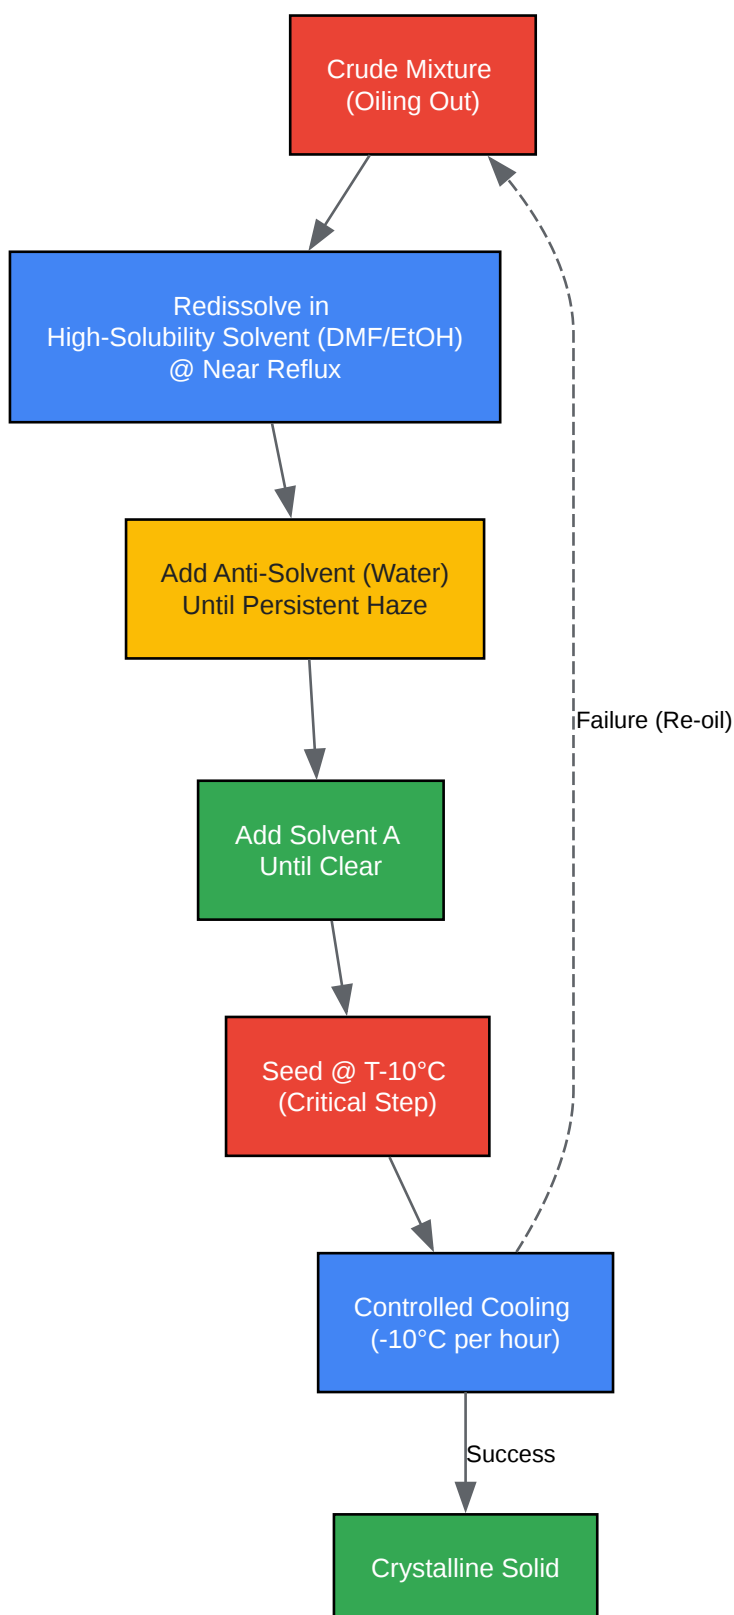 Crude Mixture
(Oiling Out)
Redissolve in
High-Solubility Solvent (DMF/EtOH)
@ Near Reflux
Add Anti-Solvent (Water)
Until Persistent Haze
Failure (Re-oil)
Add Solvent A
Until Clear
Seed @ T-10°C
(Critical Step)
Controlled Cooling
(-10°C per hour)
Success
Crystalline Solid